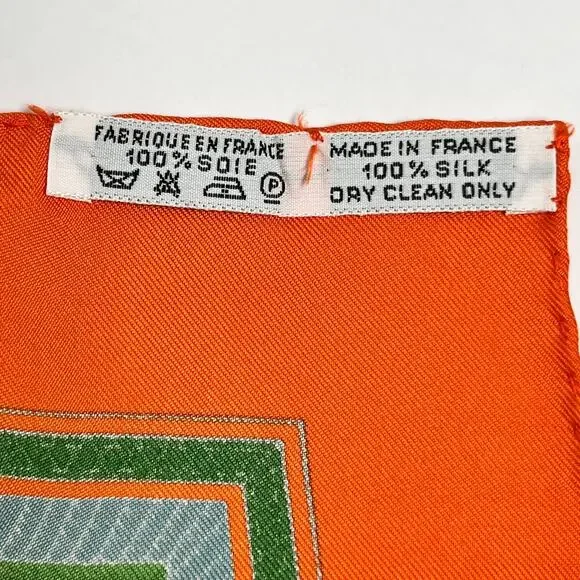 FABRIQUE EN FRANCE
100% SOIE
P
MADE IN FRANCE
100% SILK
DRY CLEAN ONLY